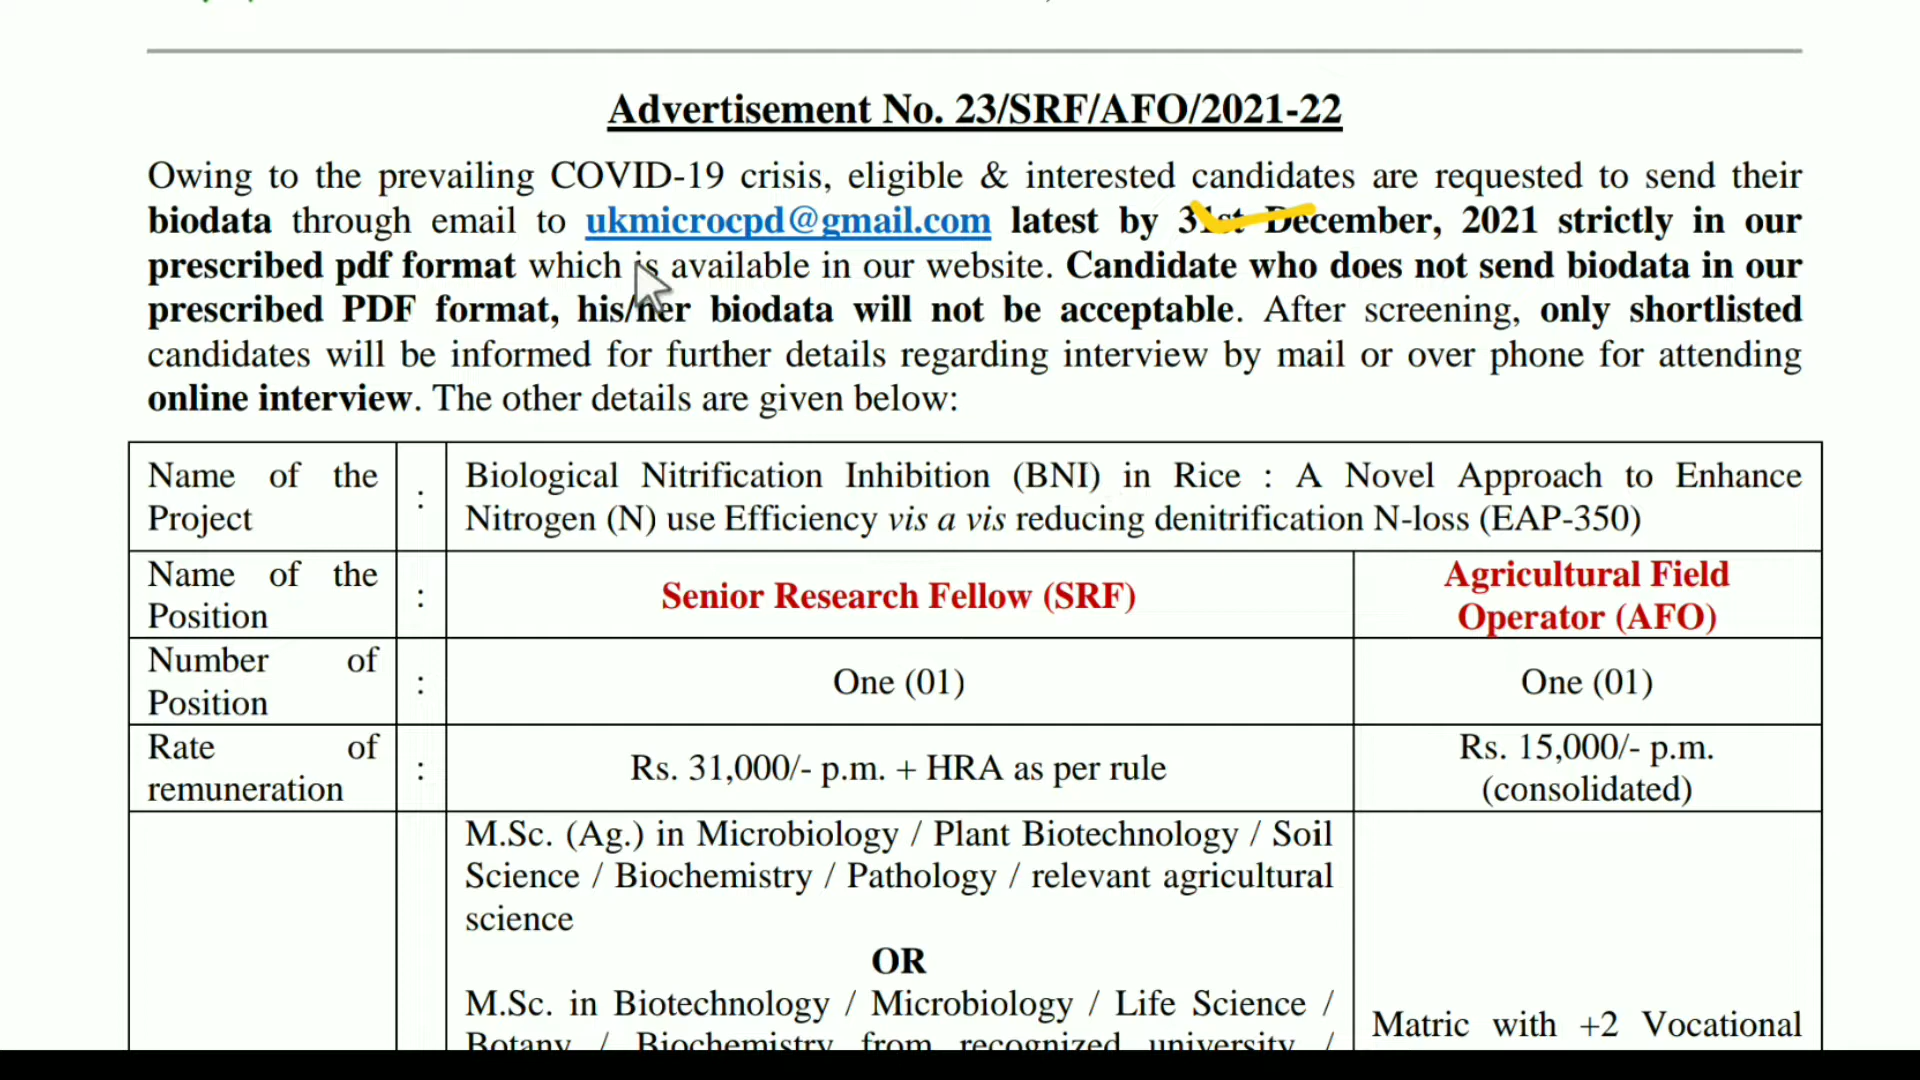 Advertisement No. 23/SRF/AFO/2021-22
Owing to the prevailing COVID-19 crisis, eligible & interested candidates are requested to send their
biodata through email to ukmicrocpd@gmail.com latest by 31st December, 2021 strictly in our
prescribed pdf format which is available in our website. Candidate who does not send biodata in our
prescribed PDF format, his/her biodata will not be acceptable. After screening, only shortlisted
candidates will be informed for further details regarding interview by mail or over phone for attending
online interview. The other details are given below:
Name of the
Project
:
Biological Nitrification Inhibition (BNI) in Rice : A Novel Approach to Enhance
Nitrogen (N) use Efficiency vis a vis reducing denitrification N-loss (EAP-350)
Name of the
Position
:
Senior Research Fellow (SRF)
Agricultural Field
Operator (AFO)
Number of
Position
:
One (01)
One (01)
Rate of
remuneration
:
Rs. 31,000/- p.m. + HRA as per rule
Rs. 15,000/- p.m.
(consolidated)
M.Sc. (Ag.) in Microbiology / Plant Biotechnology / Soil
Science / Biochemistry / Pathology / relevant agricultural
science
OR
M.Sc. in Biotechnology / Microbiology / Life Science /
Botany / Biochemistry from recognized university /
Matric with +2 Vocational